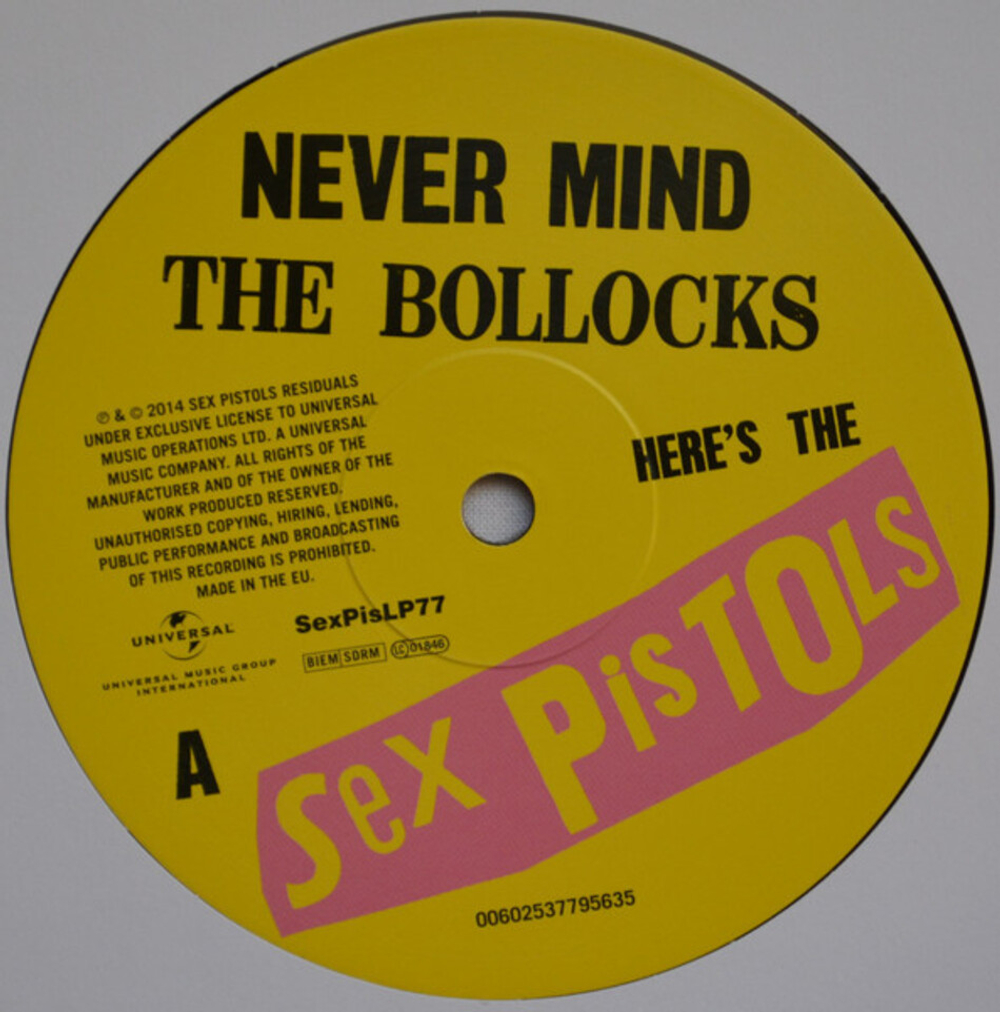 NEVER MIND
THE BOLLOCKS
℗ & © 2014 SEX PISTOLS RESIDUALS
UNDER EXCLUSIVE LICENSE TO UNIVERSAL
MUSIC OPERATIONS LTD. A UNIVERSAL
MUSIC COMPANY. ALL RIGHTS OF THE
MANUFACTURER AND OF THE OWNER OF THE
WORK PRODUCED RESERVED.
UNAUTHORISED COPYING, HIRING, LENDING,
PUBLIC PERFORMANCE AND BROADCASTING
OF THIS RECORDING IS PROHIBITED.
MADE IN THE EU.
HERE'S THE
SeX PiSTOLS
UNIVERSAL
UNIVERSAL MUSIC GROUP
INTERNATIONAL
SexPisLP77
BIEM SDRM LC 01846
A
00602537795635